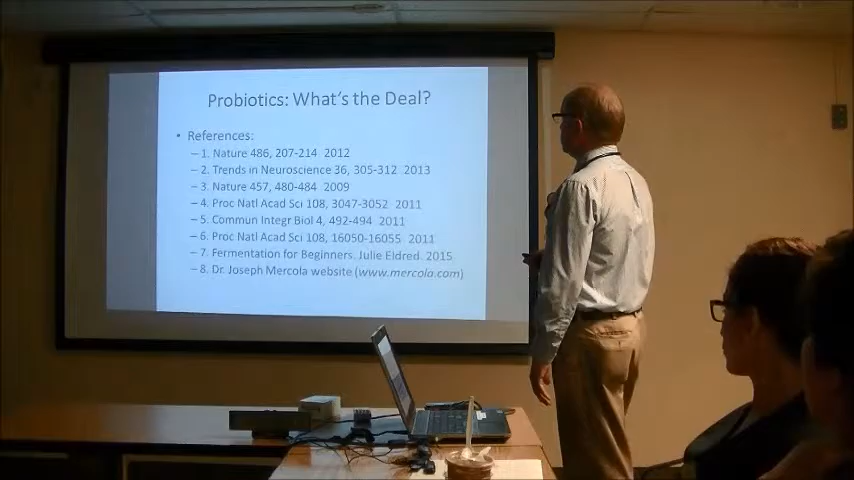 Probiotics: What's the Deal?
• References:
– 1. Nature 486, 207-214 2012
– 2. Trends in Neuroscience 36, 305-312 2013
– 3. Nature 457, 480-484 2009
– 4. Proc Natl Acad Sci 108, 3047-3052 2011
– 5. Commun Integr Biol 4, 492-494 2011
– 6. Proc Natl Acad Sci 108, 16050-16055 2011
– 7. Fermentation for Beginners. Julie Eldred. 2015
– 8. Dr. Joseph Mercola website (www.mercola.com)